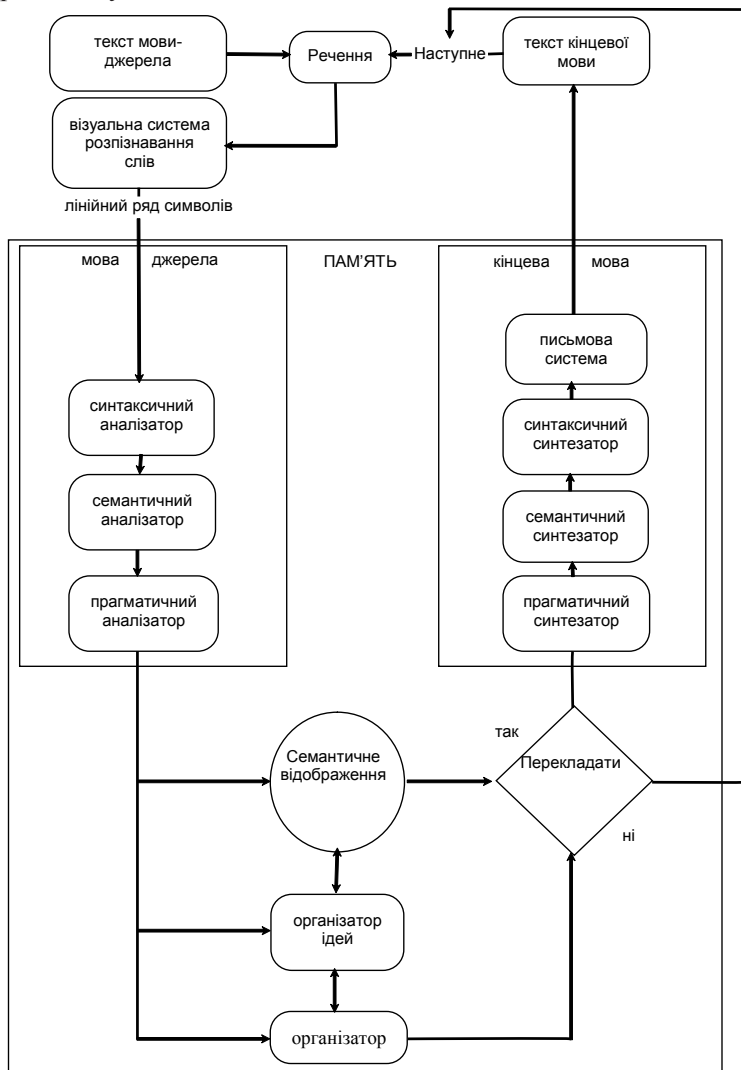 текст мови-
джерела
Речення
Наступне
текст кінцевої
мови
візуальна система
розпізнавання
слів
лінійний ряд символів
мова джерела
ПАМ’ЯТЬ
кінцева мова
письмова
система
синтаксичний
аналізатор
синтаксичний
синтезатор
семантичний
аналізатор
семантичний
синтезатор
прагматичний
аналізатор
прагматичний
синтезатор
так
Семантичне
відображення
Перекладати
ні
організатор
ідей
організатор